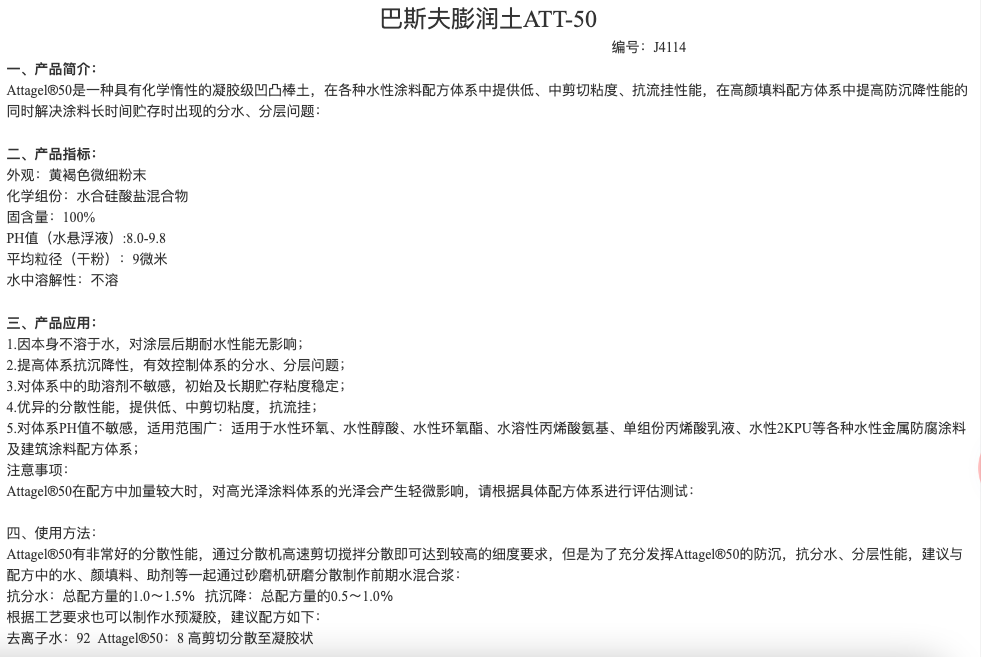 巴斯夫膨润土ATT-50
编号：J4114
一、产品简介：
Attagel®50是一种具有化学惰性的凝胶级凹凸棒土，在各种水性涂料配方体系中提供低、中剪切粘度、抗流挂性能，在高颜填料配方体系中提高防沉降性能的
同时解决涂料长时间贮存时出现的分水、分层问题：
二、产品指标：
外观：黄褐色微细粉末
化学组份：水合硅酸盐混合物
固含量：100%
PH值（水悬浮液）:8.0-9.8
平均粒径（干粉）：9微米
水中溶解性：不溶
三、产品应用：
1.因本身不溶于水，对涂层后期耐水性能无影响；
2.提高体系抗沉降性，有效控制体系的分水、分层问题；
3.对体系中的助溶剂不敏感，初始及长期贮存粘度稳定；
4.优异的分散性能，提供低、中剪切粘度，抗流挂；
5.对体系PH值不敏感，适用范围广：适用于水性环氧、水性醇酸、水性环氧酯、水溶性丙烯酸氨基、单组份丙烯酸乳液、水性2KPU等各种水性金属防腐涂料
及建筑涂料配方体系；
注意事项：
Attagel®50在配方中加量较大时，对高光泽涂料体系的光泽会产生轻微影响，请根据具体配方体系进行评估测试：
四、使用方法：
Attagel®50有非常好的分散性能，通过分散机高速剪切搅拌分散即可达到较高的细度要求，但是为了充分发挥Attagel®50的防沉，抗分水、分层性能，建议与
配方中的水、颜填料、助剂等一起通过砂磨机研磨分散制作前期水混合浆：
抗分水：总配方量的1.0～1.5% 抗沉降：总配方量的0.5～1.0%
根据工艺要求也可以制作水预凝胶，建议配方如下：
去离子水：92 Attagel®50：8 高剪切分散至凝胶状